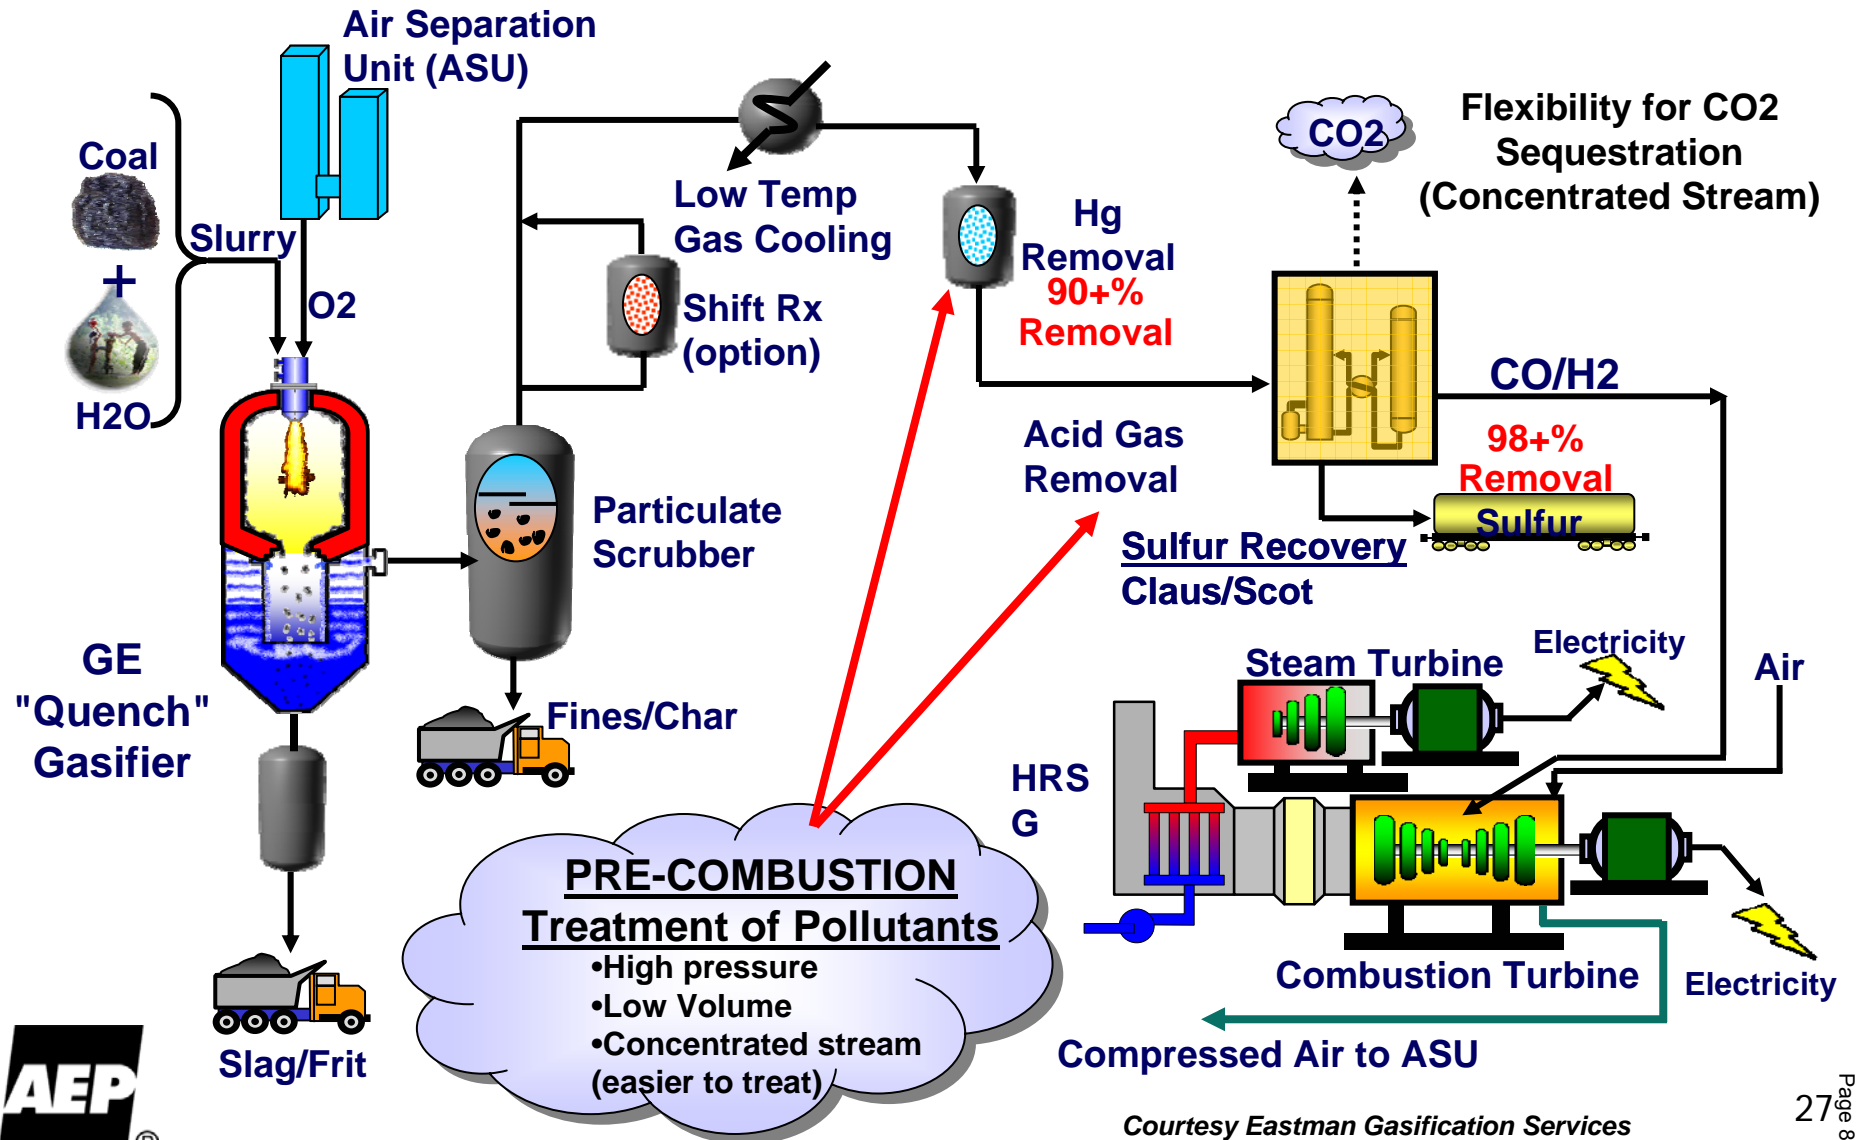 Air Separation
Unit (ASU)
Coal
+
H2O
Slurry
O2
GE
"Quench"
Gasifier
Slag/Frit
Particulate
Scrubber
Fines/Char
Low Temp
Gas Cooling
Shift Rx
(option)
Hg
Removal
90+%
Removal
CO2
Flexibility for CO2
Sequestration
(Concentrated Stream)
CO/H2
Acid Gas
Removal
98+%
Removal
Sulfur
Sulfur Recovery
Claus/Scot
Steam Turbine
Electricity
Air
HRS
G
Combustion Turbine
Electricity
Compressed Air to ASU
PRE-COMBUSTION
Treatment of Pollutants
•High pressure
•Low Volume
•Concentrated stream
(easier to treat)
AEP
®
Courtesy Eastman Gasification Services
27
Page 8